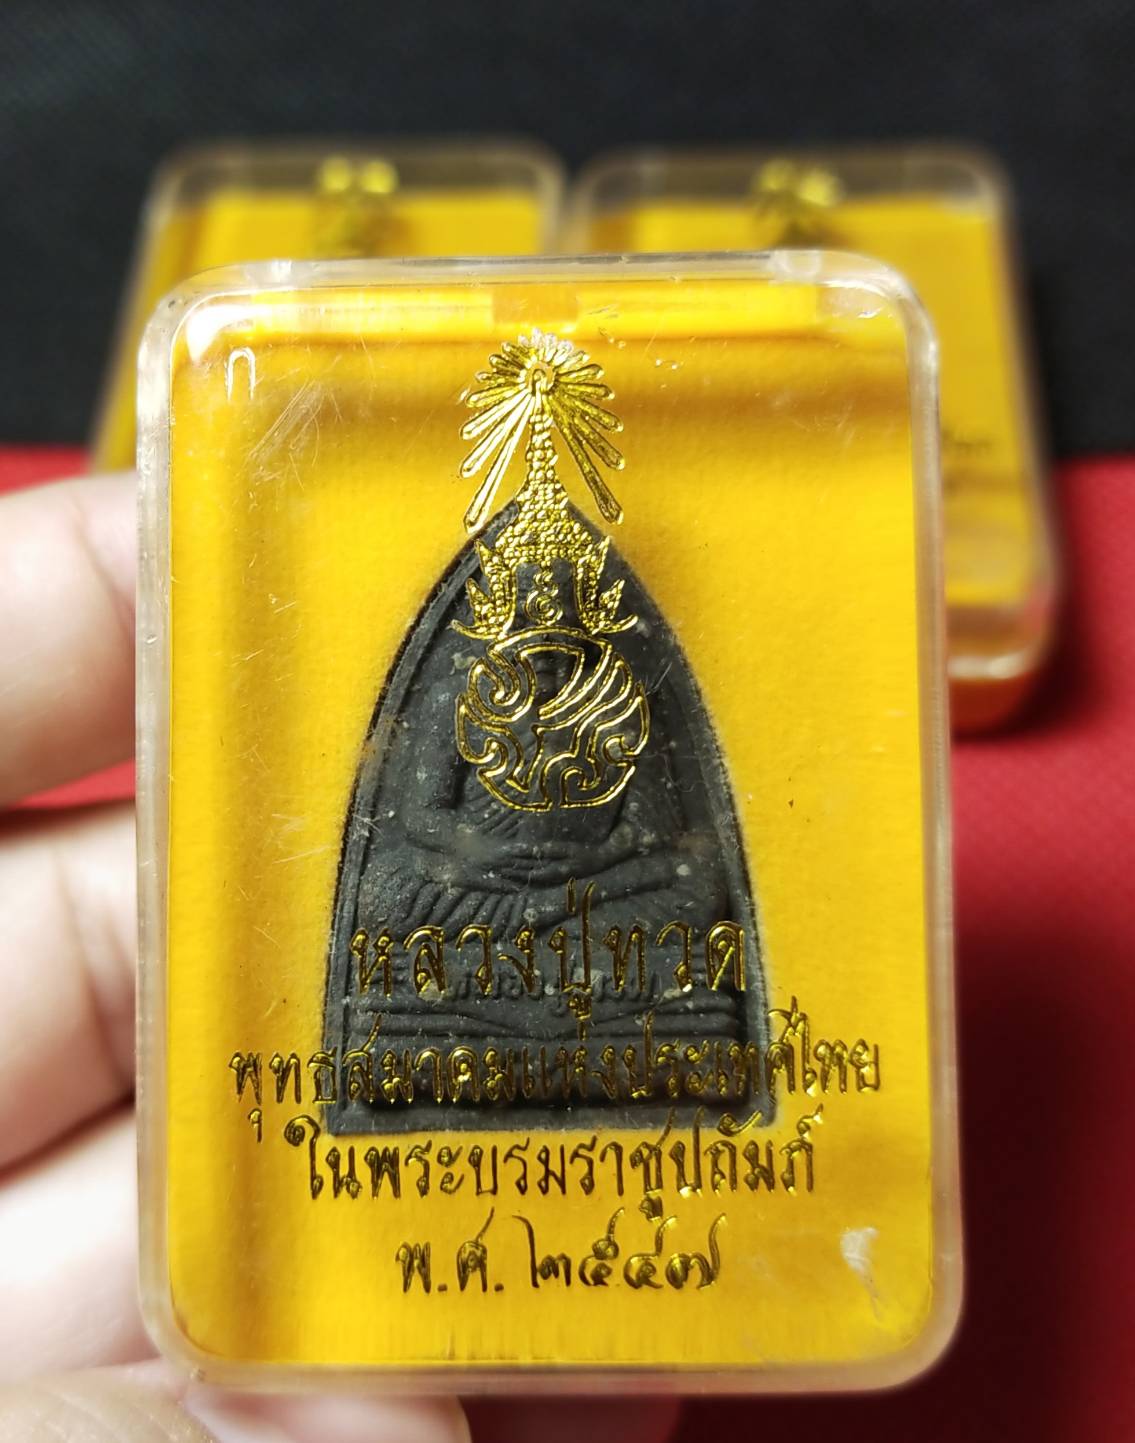 ก
หลวงปู่ทวด
พุทธสมาคมแห่งประเทศไทย
ในพระบรมราชูปถัมภ์
พ.ศ. ๒๕๔๗